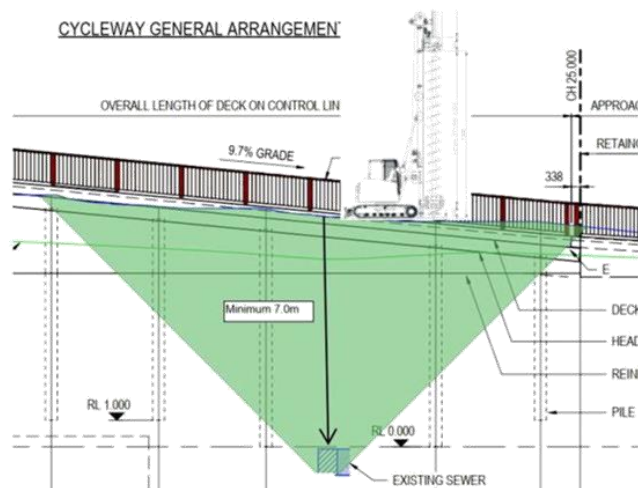 CYCLEWAY GENERAL ARRANGEMENT
CH 25.000
OVERALL LENGTH OF DECK ON CONTROL LIN
APPROA
9.7% GRADE
RETAINC
338
E
Minimum 7.0m
DECK
HEAD
REIN
PILE
RL 1.000
RL 0.000
EXISTING SEWER